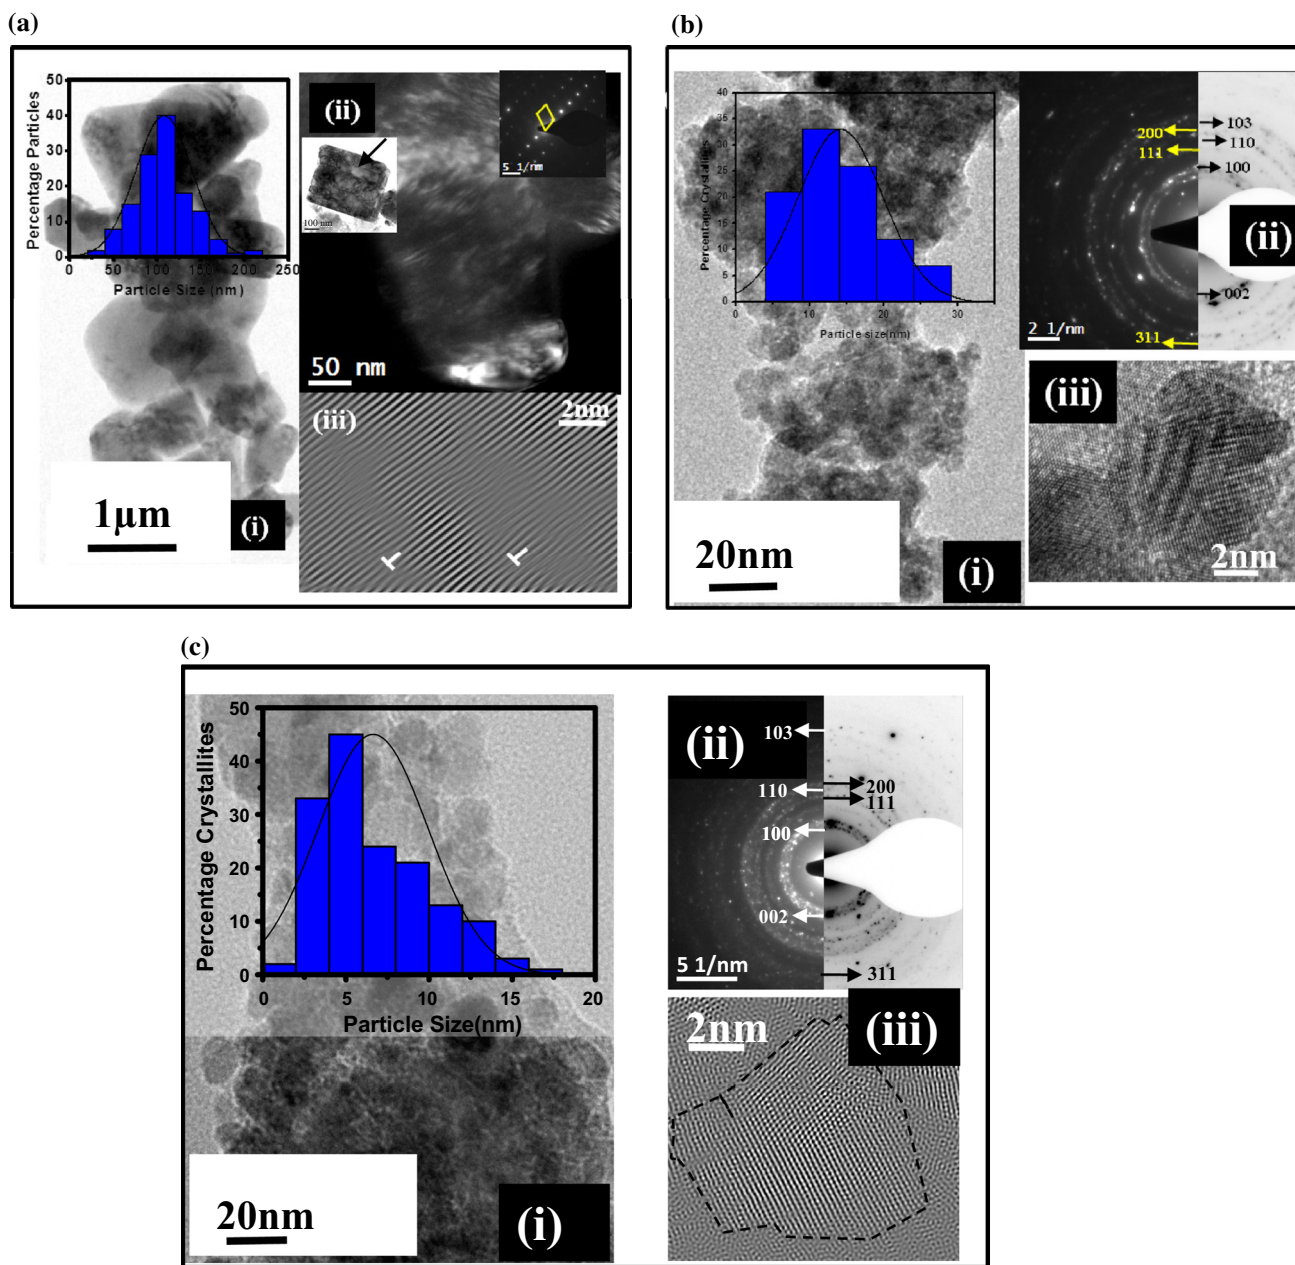 (a)
50
40
30
20
10
0
Percentage Particles
0 50 100 150 200 250
Particle Size (nm)
1µm
(i)
(ii)
100 nm
5 1/nm
50 nm
(iii)
2nm
(b)
40
35
30
25
20
15
10
5
0
Percentage Crystallites
0 10 20 30
Particle size(nm)
20nm
(i)
200
111
311
103
110
100
002
(ii)
2 1/nm
(iii)
2nm
(c)
50
40
30
20
10
0
Percentage Crystallites
0 5 10 15 20
Particle Size(nm)
20nm
(i)
(ii)
103
110
100
002
200
111
311
5 1/nm
2nm
(iii)